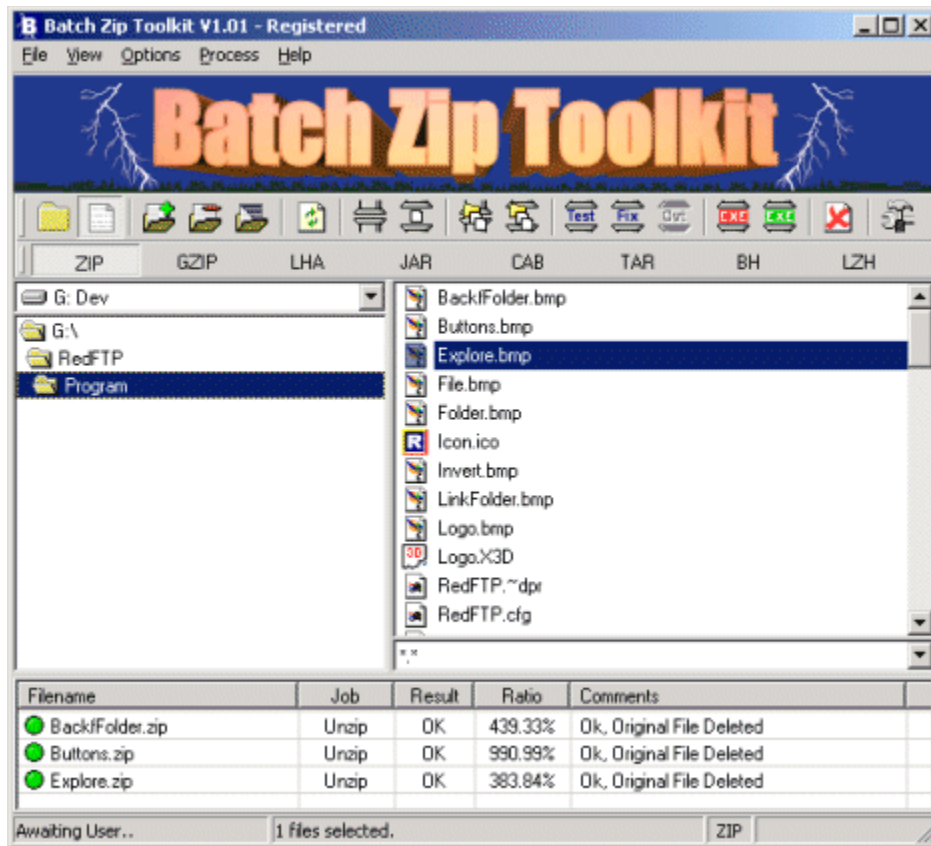 B Batch Zip Toolkit V1.01 - Registered
File View Options Process Help
Batch Zip Toolkit
Test Fix Out EXE EXE
ZIP GZIP LHA JAR CAB TAR BH LZH
G: Dev
G:\
RedFTP
Program
BackfFolder.bmp
Buttons.bmp
Explore.bmp
File.bmp
Folder.bmp
R Icon.ico
Invert.bmp
LinkFolder.bmp
Logo.bmp
3D Logo.X3D
RedFTP.~dpr
RedFTP.cfg
*.*
Filename Job Result Ratio Comments
BackfFolder.zip Unzip OK 439.33% Ok, Original File Deleted
Buttons.zip Unzip OK 990.99% Ok, Original File Deleted
Explore.zip Unzip OK 383.84% Ok, Original File Deleted
Awaiting User.. 1 files selected. ZIP